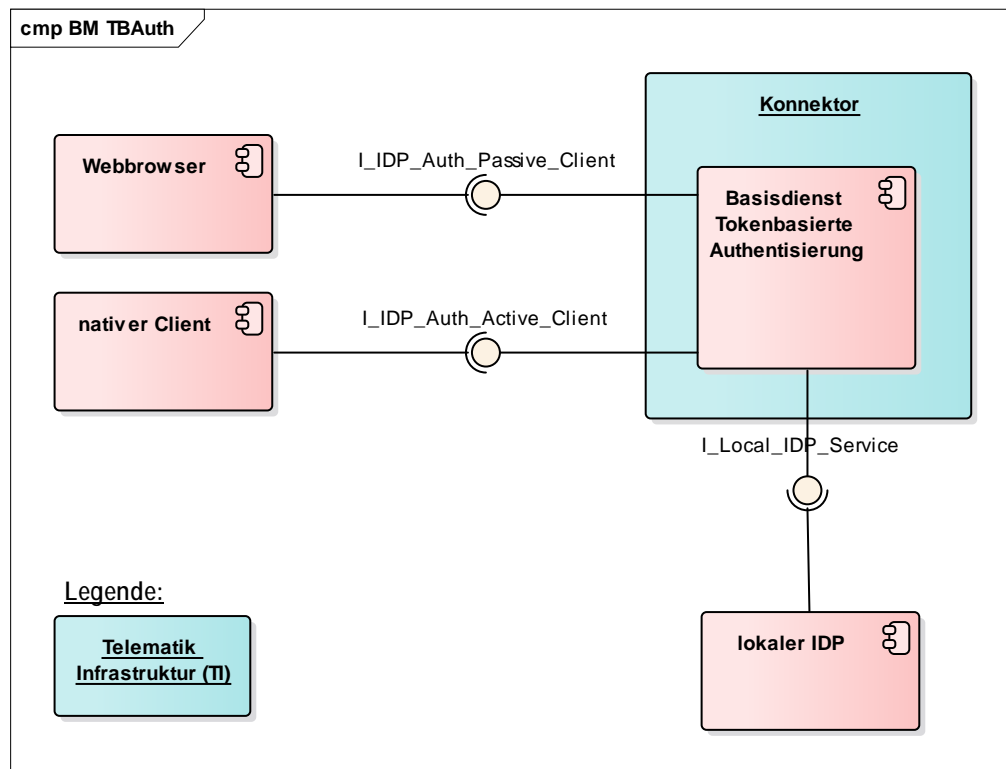 cmp BM TBAuth
Konnektor
Webbrowser
I_IDP_Auth_Passive_Client
Basisdienst
Tokenbasierte
Authentisierung
nativer Client
I_IDP_Auth_Active_Client
I_Local_IDP_Service
Legende:
Telematik
Infrastruktur (TI)
lokaler IDP